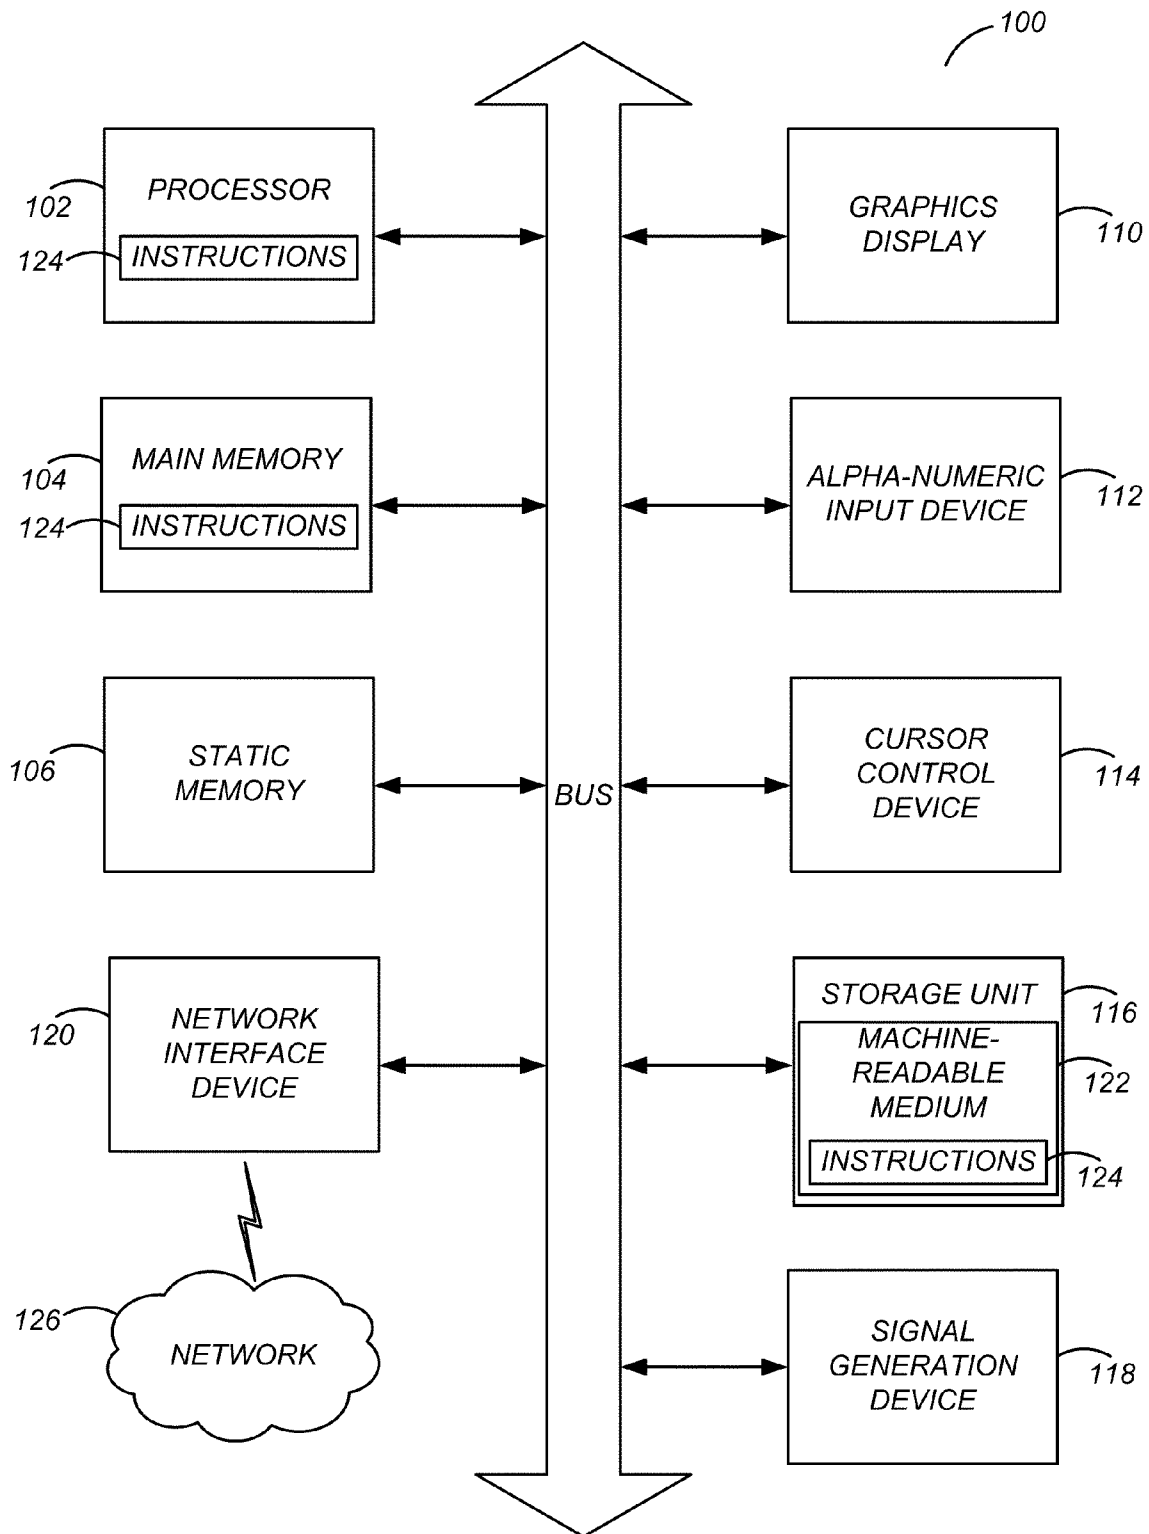 100
PROCESSOR
102
INSTRUCTIONS
124
GRAPHICS
DISPLAY
110
MAIN MEMORY
104
INSTRUCTIONS
124
ALPHA-NUMERIC
INPUT DEVICE
112
STATIC
MEMORY
106
BUS
CURSOR
CONTROL
DEVICE
114
NETWORK
INTERFACE
DEVICE
120
STORAGE UNIT
116
MACHINE-
READABLE
MEDIUM
122
INSTRUCTIONS
124
126
NETWORK
SIGNAL
GENERATION
DEVICE
118